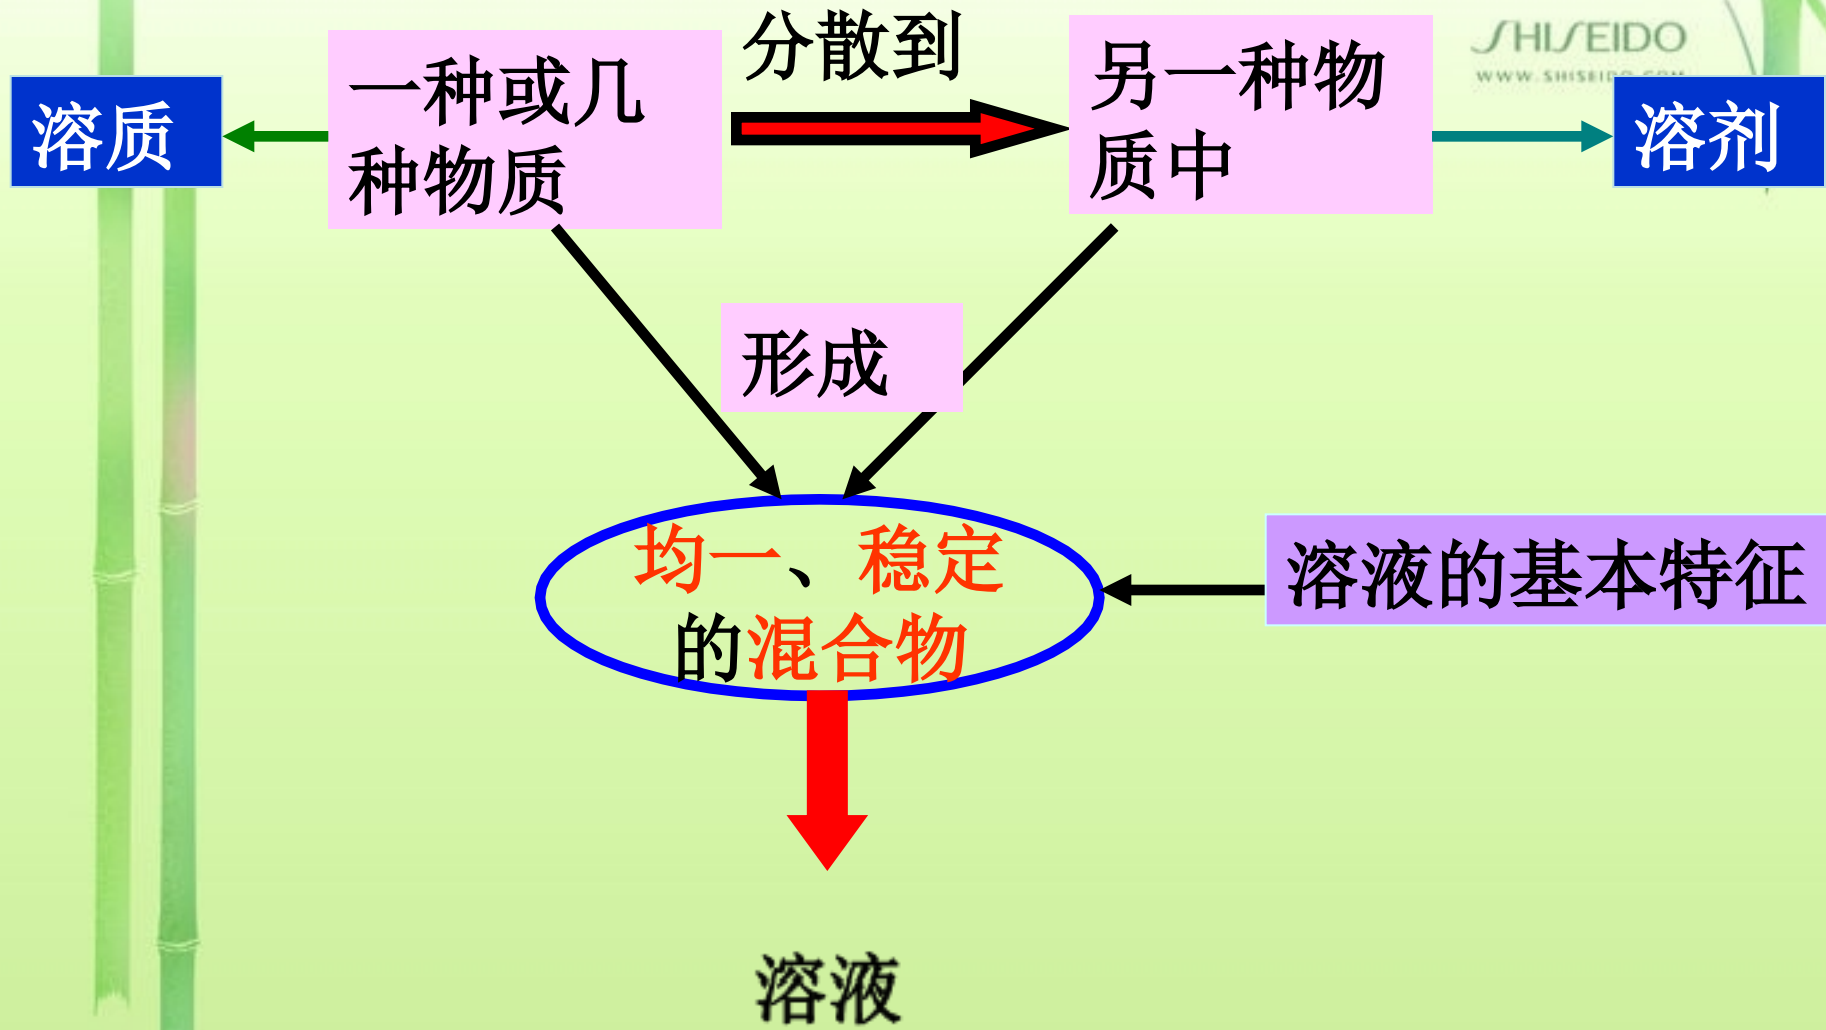 分散到
SHISEIDO
一种或几
种物质
另一种物
质中
溶质
溶剂
形成
均一、稳定
的混合物
溶液的基本特征
溶液